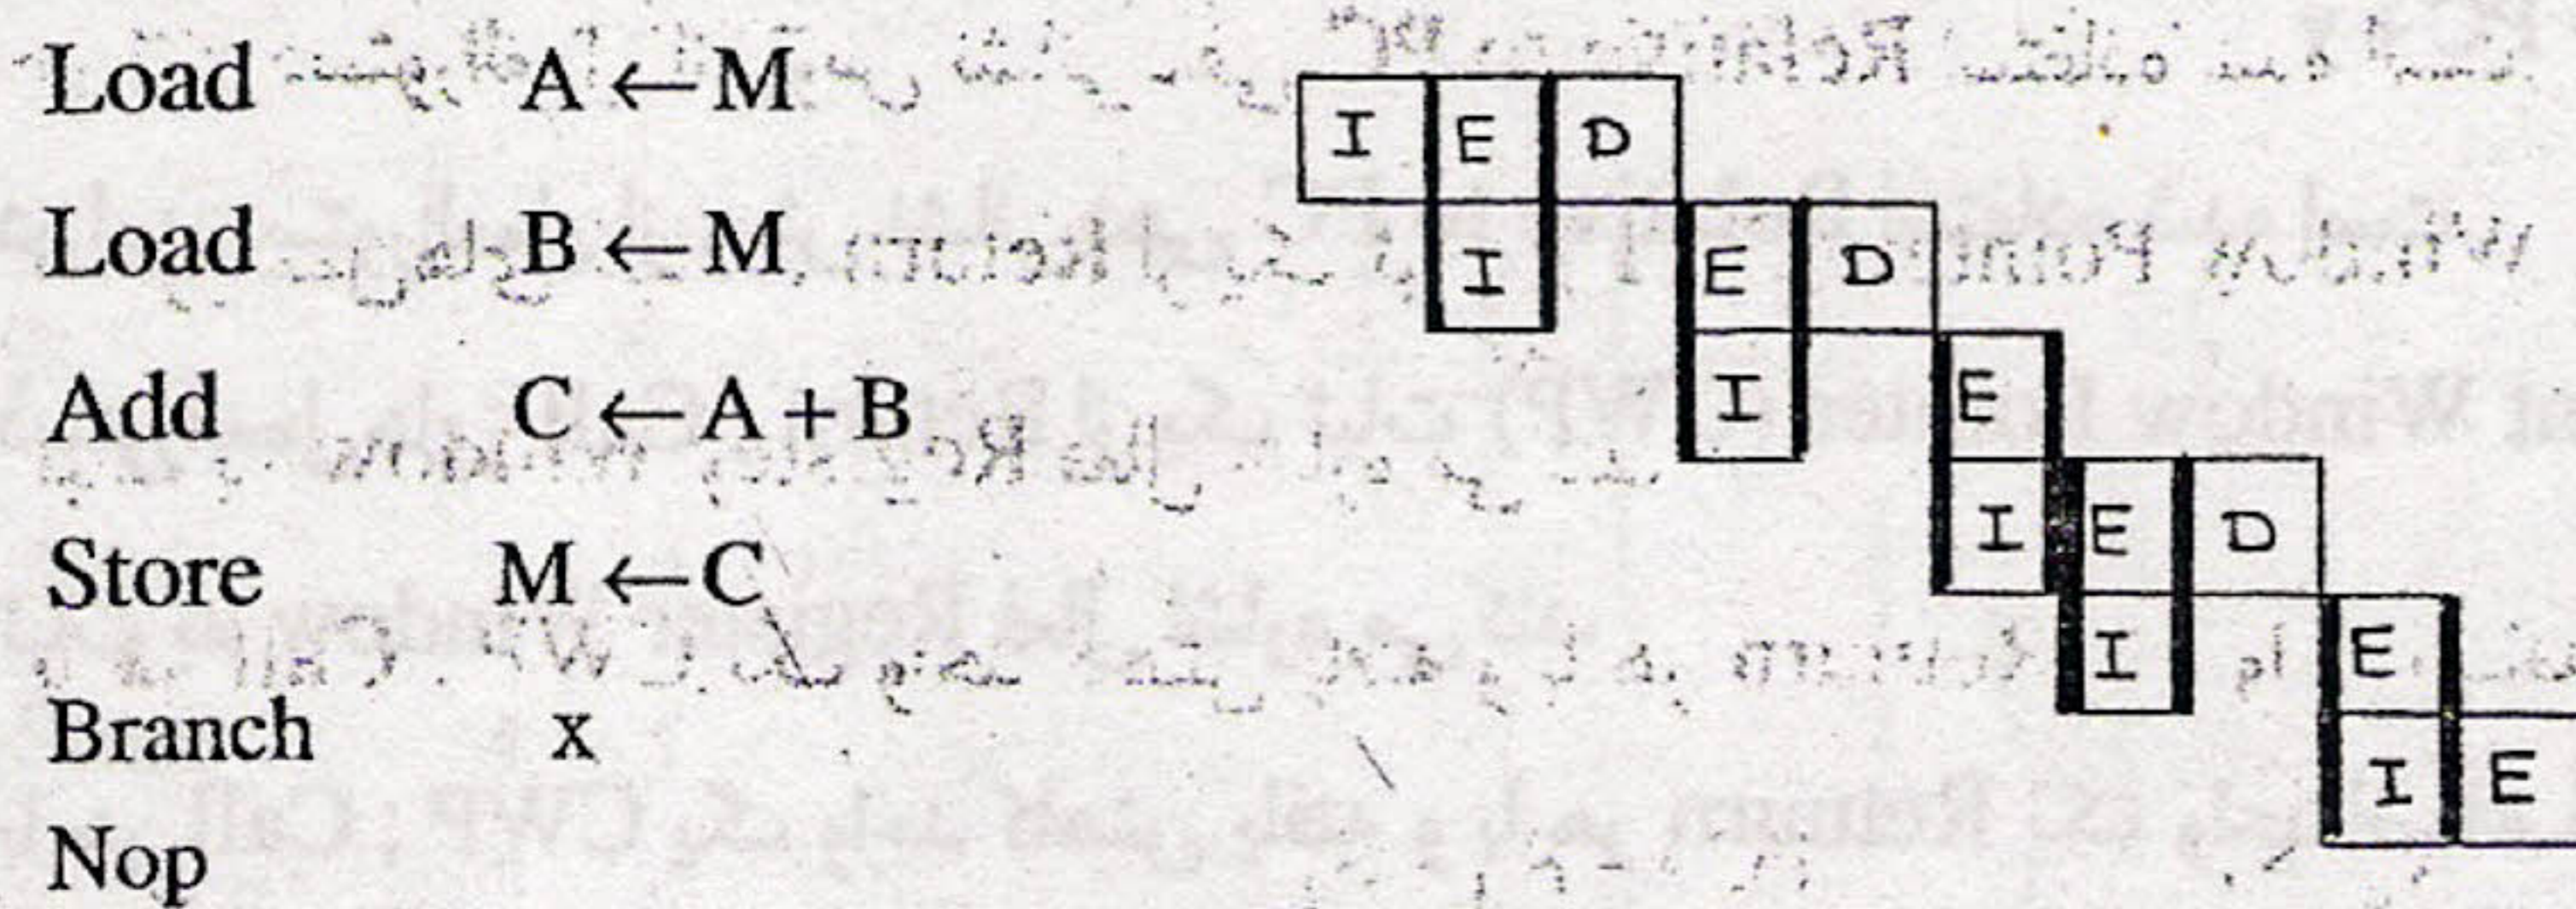 Load A ← M I E D
Load B ← M I E D
Add C ← A + B I E
Store M ← C I E D
Branch x I E
Nop I E